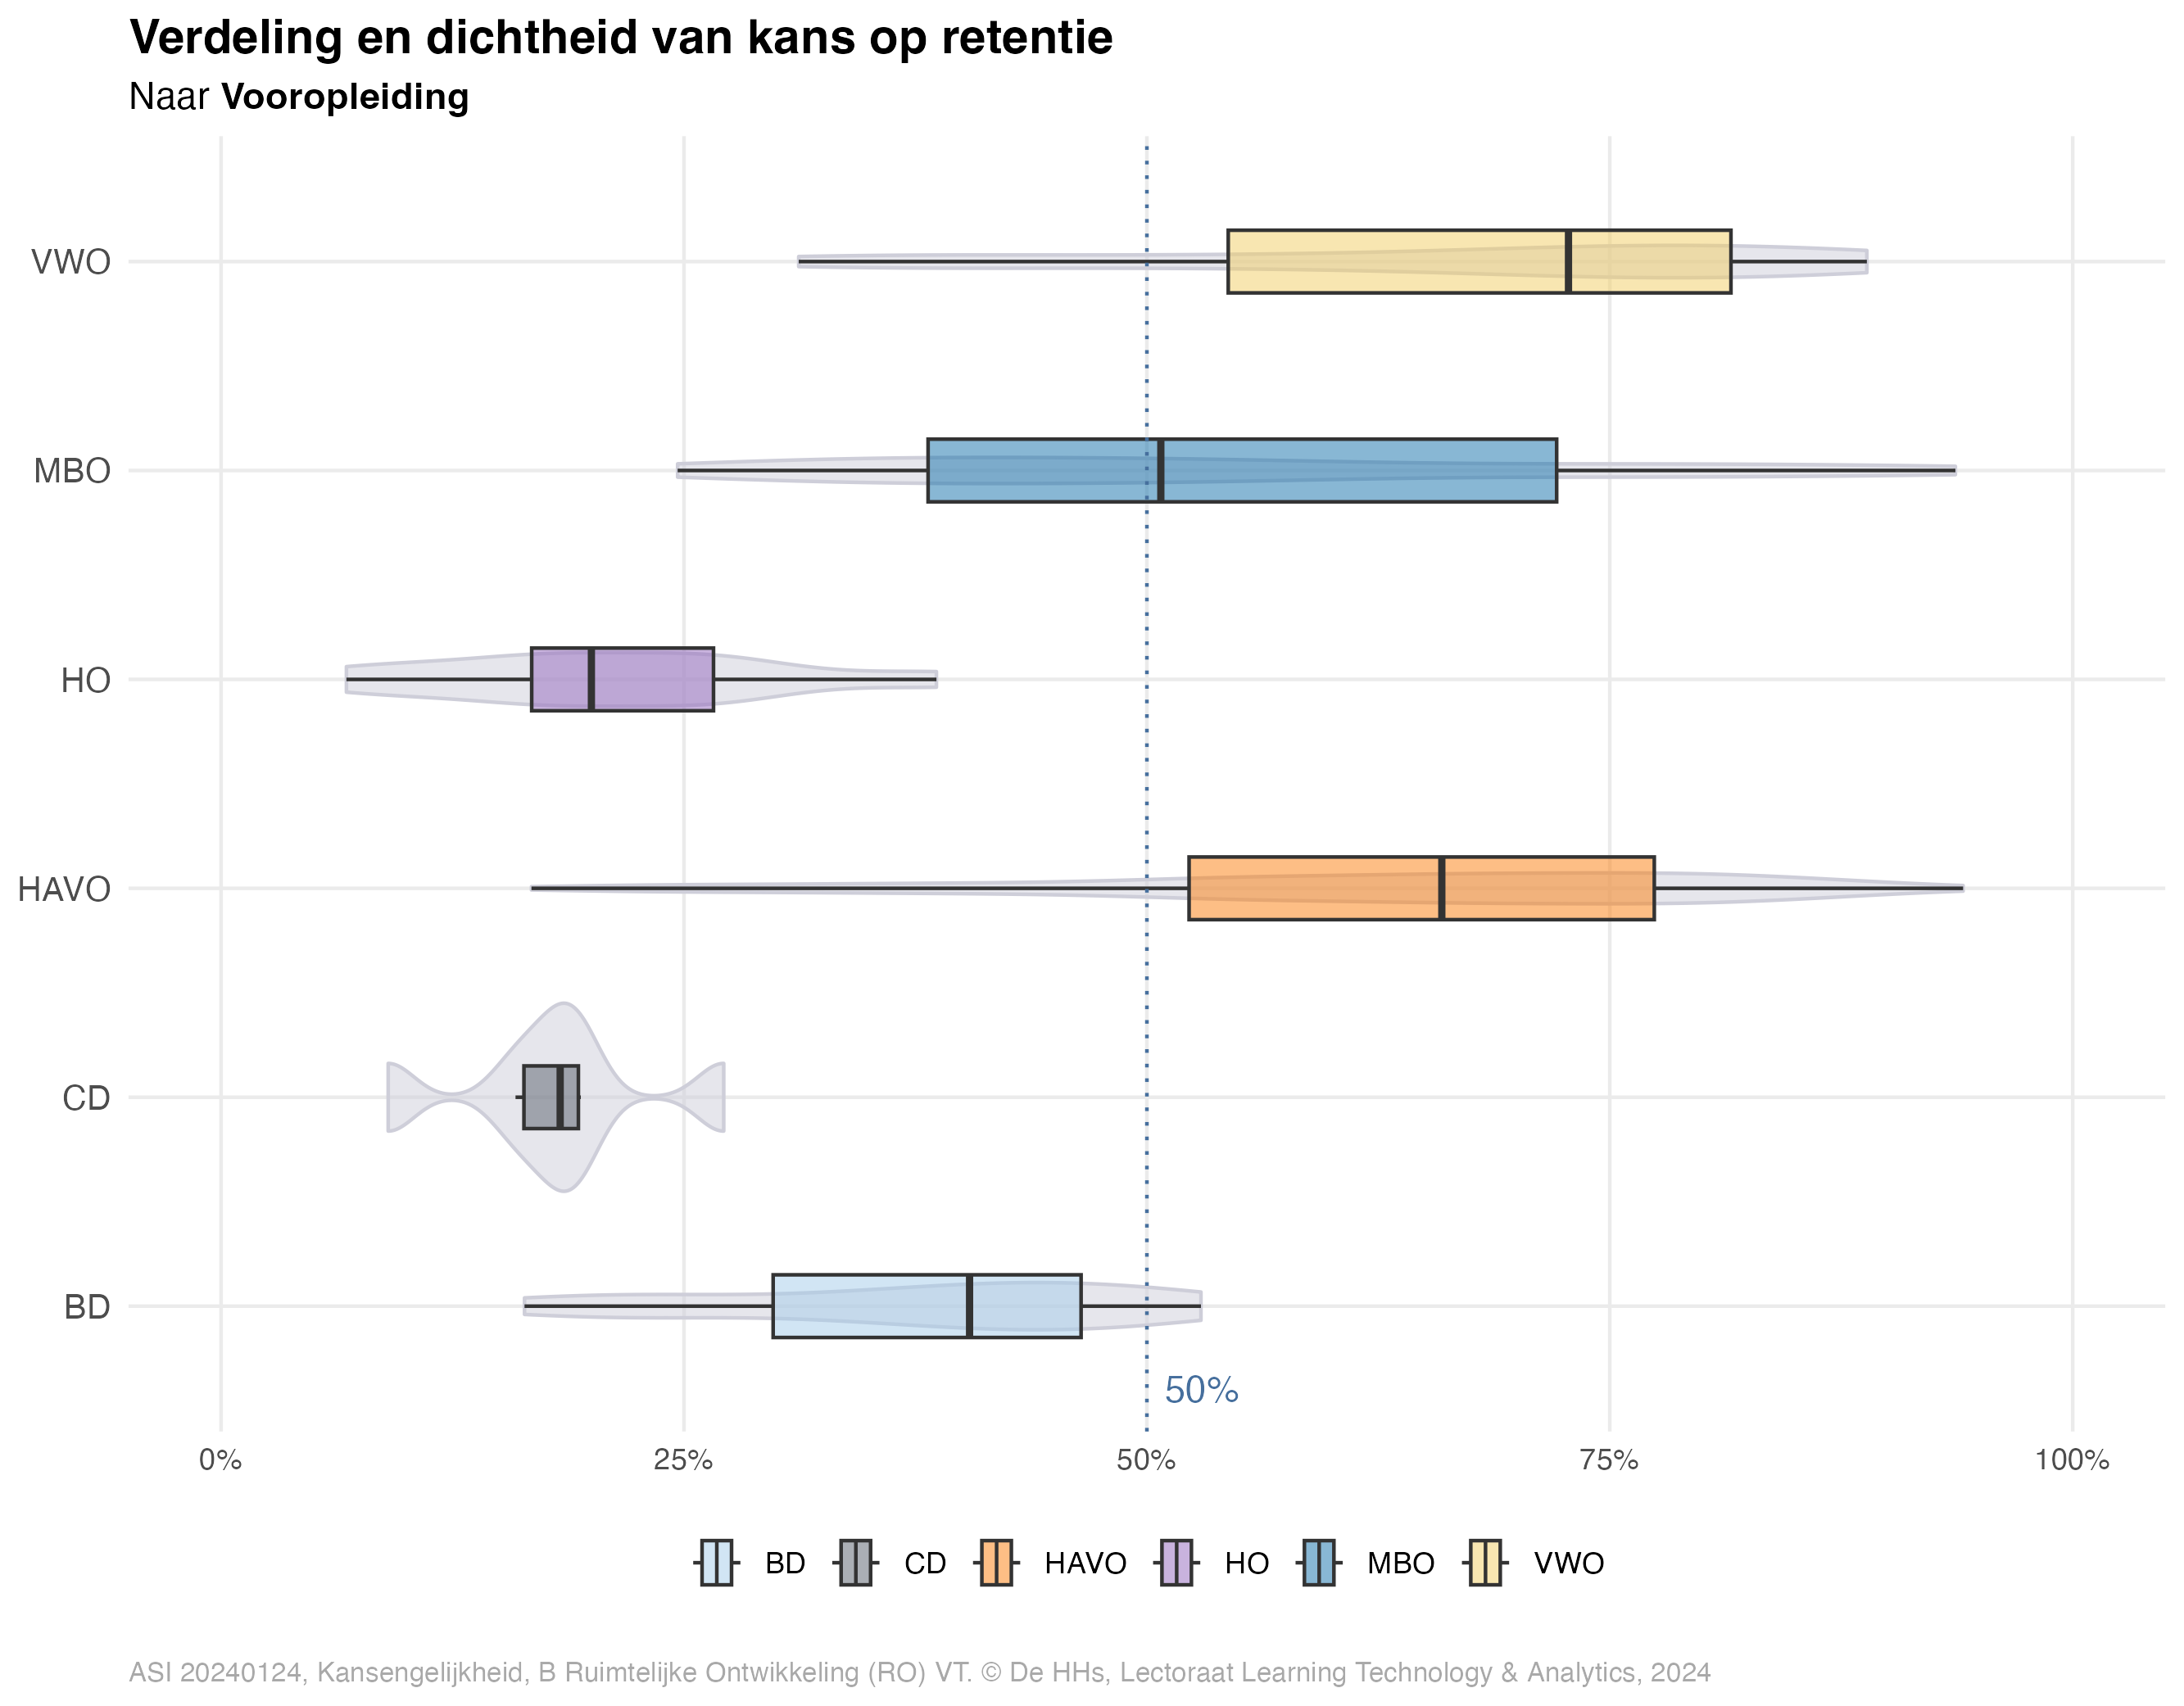 Verdeling en dichtheid van kans op retentie
Naar Vooropleiding
VWO
MBO
HO
HAVO
CD
BD
50%
0% 25% 50% 75% 100%
BD CD HAVO HO MBO VWO
ASI 20240124, Kansengelijkheid, B Ruimtelijke Ontwikkeling (RO) VT. © De HHs, Lectoraat Learning Technology & Analytics, 2024